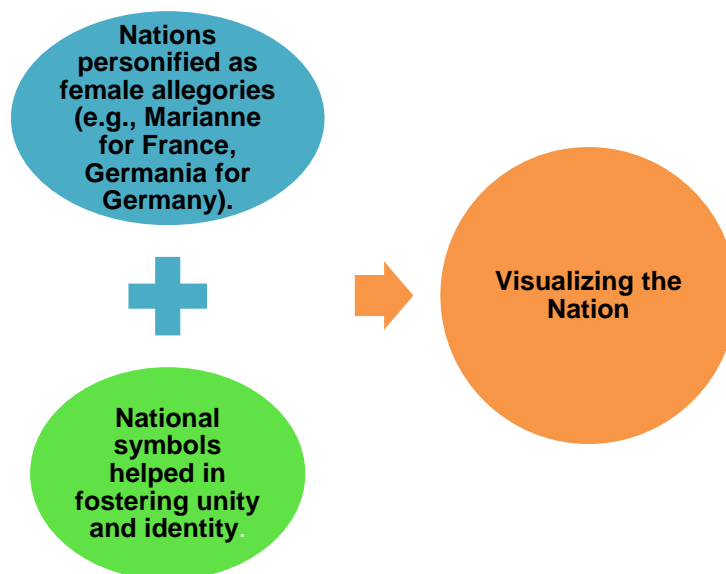 Nations
personified as
female allegories
(e.g., Marianne
for France,
Germania for
Germany).
Visualizing the
Nation
National
symbols
helped in
fostering unity
and identity.